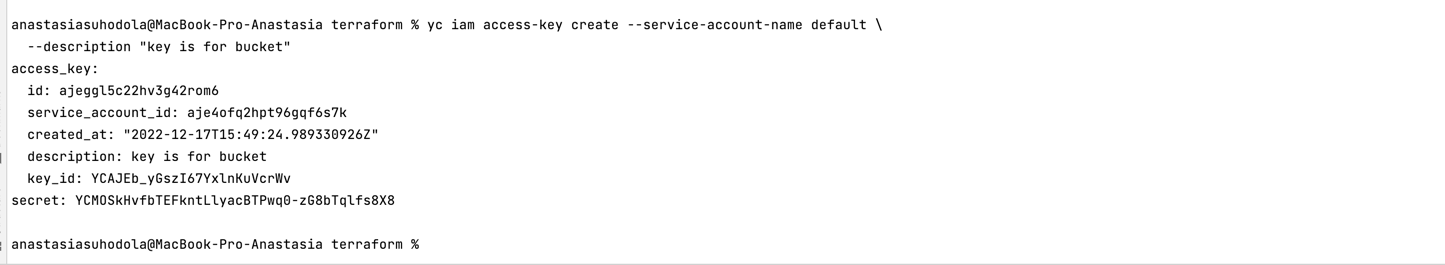 anastasiasuhodola@MacBook-Pro-Anastasia terraform % yc iam access-key create --service-account-name default \
  --description "key is for bucket"
access_key:
  id: ajeggl5c22hv3g42rom6
  service_account_id: aje4ofq2hpt96gqf6s7k
  created_at: "2022-12-17T15:49:24.989330926Z"
  description: key is for bucket
  key_id: YCAJEb_yGszI67YxlnKuVcrWv
secret: YCMOSkHvfbTEFkntLlyacBTPwq0-zG8bTqlfs8X8
anastasiasuhodola@MacBook-Pro-Anastasia terraform %